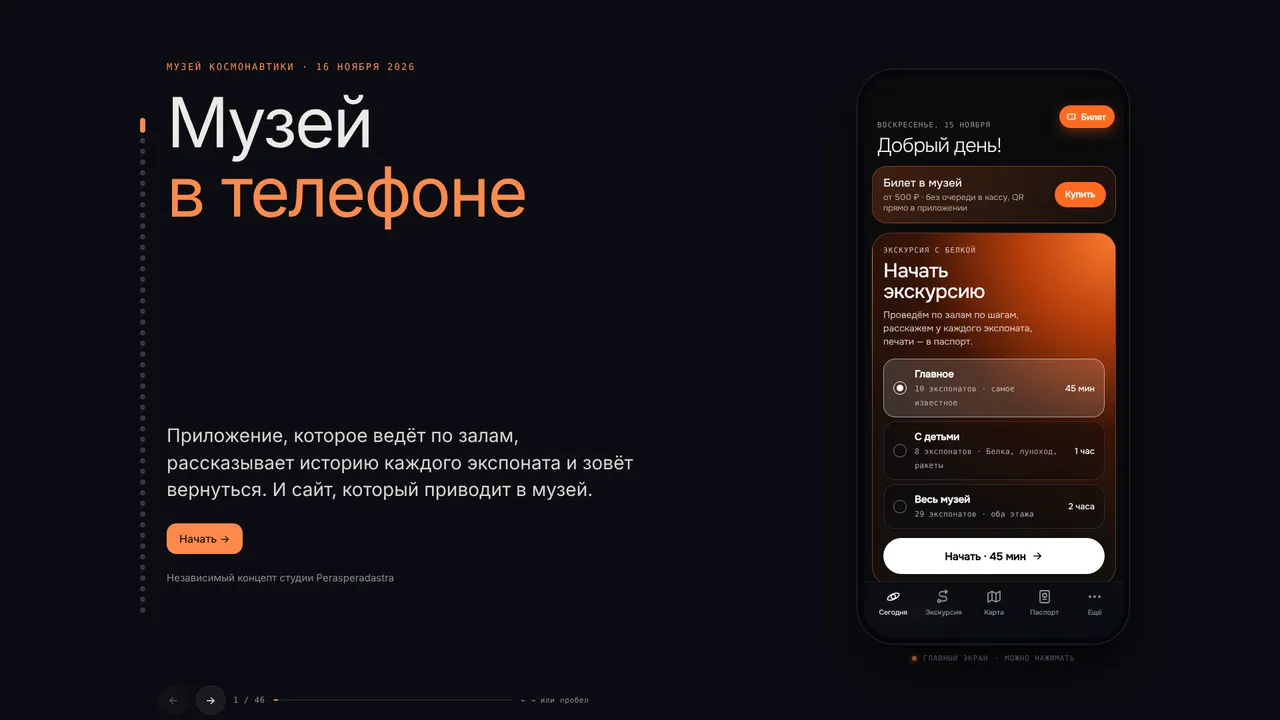 МУЗЕЙ КОСМОНАВТИКИ · 16 НОЯБРЯ 2026
Музей
в телефоне
Приложение, которое ведёт по залам,
рассказывает историю каждого экспоната и зовёт
вернуться. И сайт, который приводит в музей.
Начать →
Независимый концепт студии Perasperadastra
← → 1 / 46 ← → или пробел
Билет
ВОСКРЕСЕНЬЕ, 15 НОЯБРЯ
Добрый день!
Билет в музей
от 500 ₽ · без очереди в кассу, QR
прямо в приложении
Купить
ЭКСКУРСИЯ С БЕЛКОЙ
Начать
экскурсию
Проведём по залам по шагам,
расскажем у каждого экспоната,
печати — в паспорт.
Главное
10 экспонатов · самое
известное
45 мин
С детьми
8 экспонатов · Белка, луноход,
ракеты
1 час
Весь музей
29 экспонатов · оба этажа
2 часа
Начать · 45 мин →
Сегодня Экскурсия Карта Паспорт Ещё
ГЛАВНЫЙ ЭКРАН · МОЖНО НАЖИМАТЬ